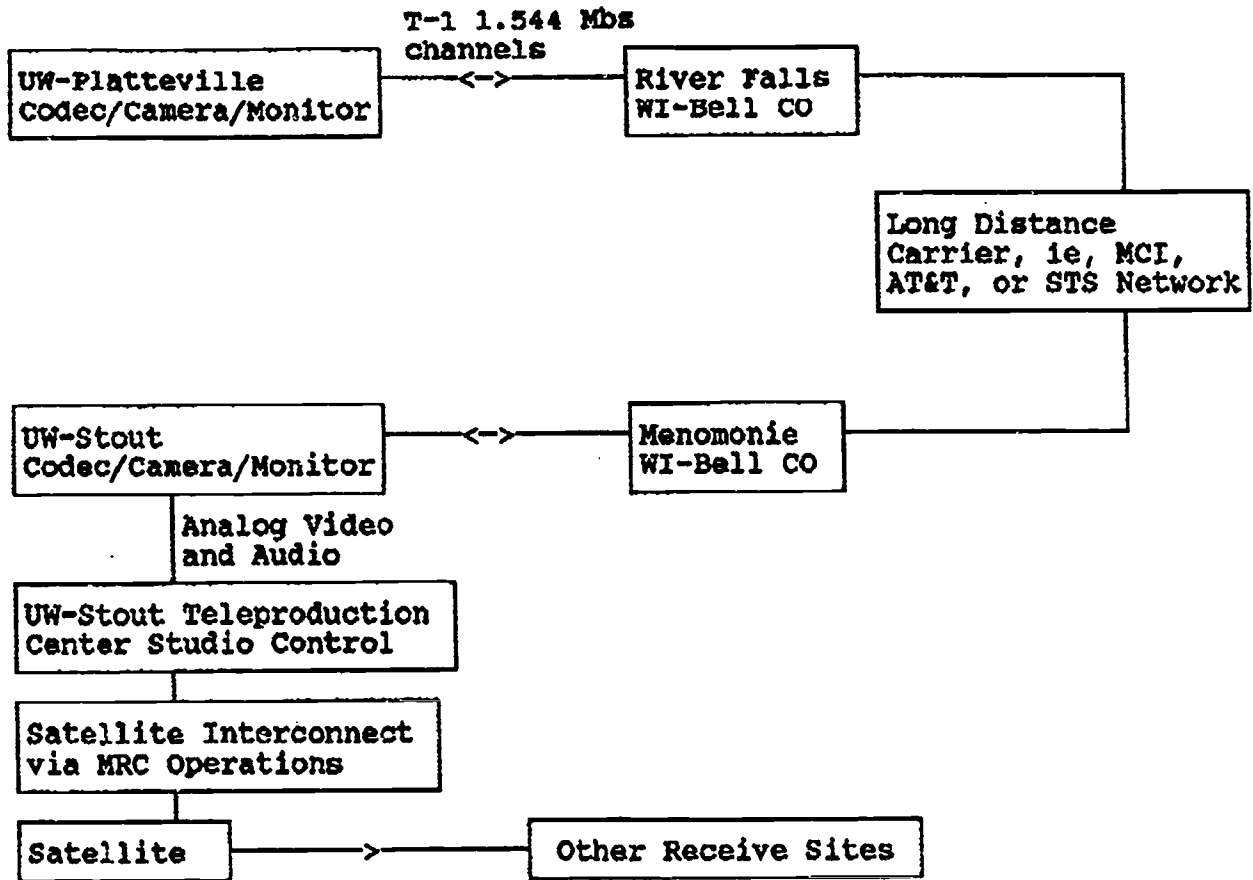 T-1 1.544 Mbs
channels
UW-Platteville
Codec/Camera/Monitor
River Falls
WI-Bell CO
Long Distance
Carrier, ie, MCI,
AT&T, or STS Network
UW-Stout
Codec/Camera/Monitor
Menomonie
WI-Bell CO
Analog Video
and Audio
UW-Stout Teleproduction
Center Studio Control
Satellite Interconnect
via MRC Operations
Satellite
Other Receive Sites